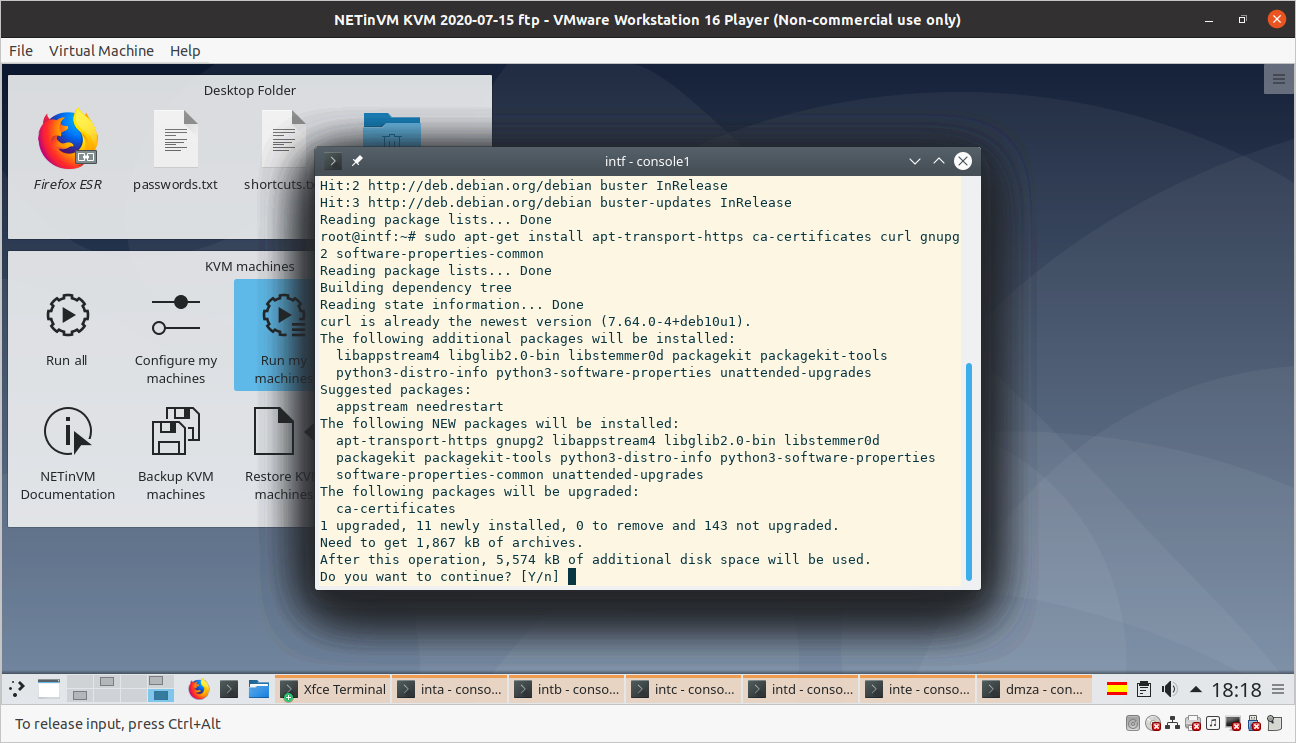 NETinVM KVM 2020-07-15 ftp - VMware Workstation 16 Player (Non-commercial use only)
File Virtual Machine Help
Desktop Folder
Firefox ESR
passwords.txt
shortcuts.tx
KVM machines
Run all
Configure my
machines
Run my
machines
NETinVM
Documentation
Backup KVM
machines
Restore KV
machines
intf - console1
Hit:2 http://deb.debian.org/debian buster InRelease
Hit:3 http://deb.debian.org/debian buster-updates InRelease
Reading package lists... Done
root@intf:~# sudo apt-get install apt-transport-https ca-certificates curl gnupg
2 software-properties-common
Reading package lists... Done
Building dependency tree
Reading state information... Done
curl is already the newest version (7.64.0-4+deb10u1).
The following additional packages will be installed:
libappstream4 libglib2.0-bin libstemmer0d packagekit packagekit-tools
python3-distro-info python3-software-properties unattended-upgrades
Suggested packages:
appstream needrestart
The following NEW packages will be installed:
apt-transport-https gnupg2 libappstream4 libglib2.0-bin libstemmer0d
packagekit packagekit-tools python3-distro-info python3-software-properties
software-properties-common unattended-upgrades
The following packages will be upgraded:
ca-certificates
1 upgraded, 11 newly installed, 0 to remove and 143 not upgraded.
Need to get 1,867 kB of archives.
After this operation, 5,574 kB of additional disk space will be used.
Do you want to continue? [Y/n]
Xfce Terminal
inta - conso...
intb - conso...
intc - conso...
intd - conso...
inte - conso...
dmza - con...
18:18
To release input, press Ctrl+Alt